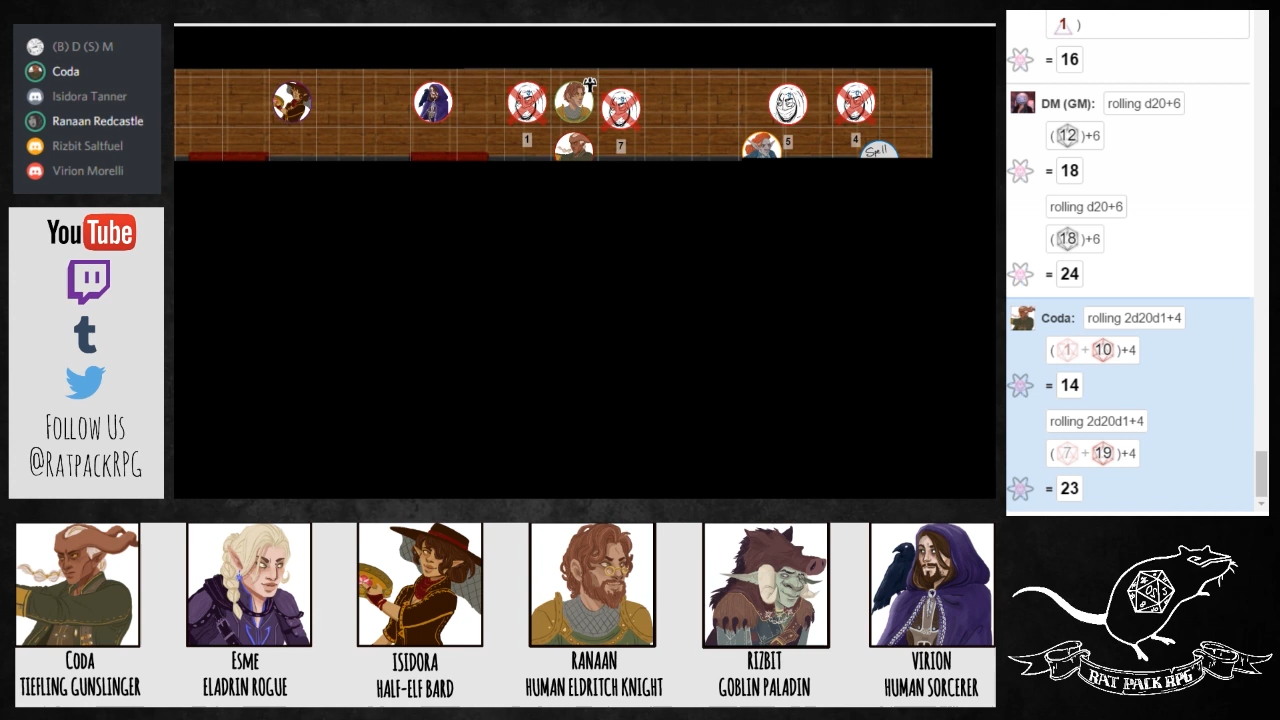 (B) D (S) M
Coda
Isidora Tanner
Ranaan Redcastle
Rizbit Saltfuel
Virion Morelli
YouTube
t
Follow Us
@RatpackRPG
1
7
5
4
Spell
1 )
= 16
DM (GM): rolling d20+6
(12)+6
= 18
rolling d20+6
(18)+6
= 24
Coda: rolling 2d20d1+4
(1+10)+4
= 14
rolling 2d20d1+4
(7+19)+4
= 23
Coda
Tiefling Gunslinger
Esme
Eladrin Rogue
Isidora
Half-Elf Bard
Ranaan
Human Eldritch Knight
Rizbit
Goblin Paladin
Virion
Human Sorcerer
RAT PACK RPG